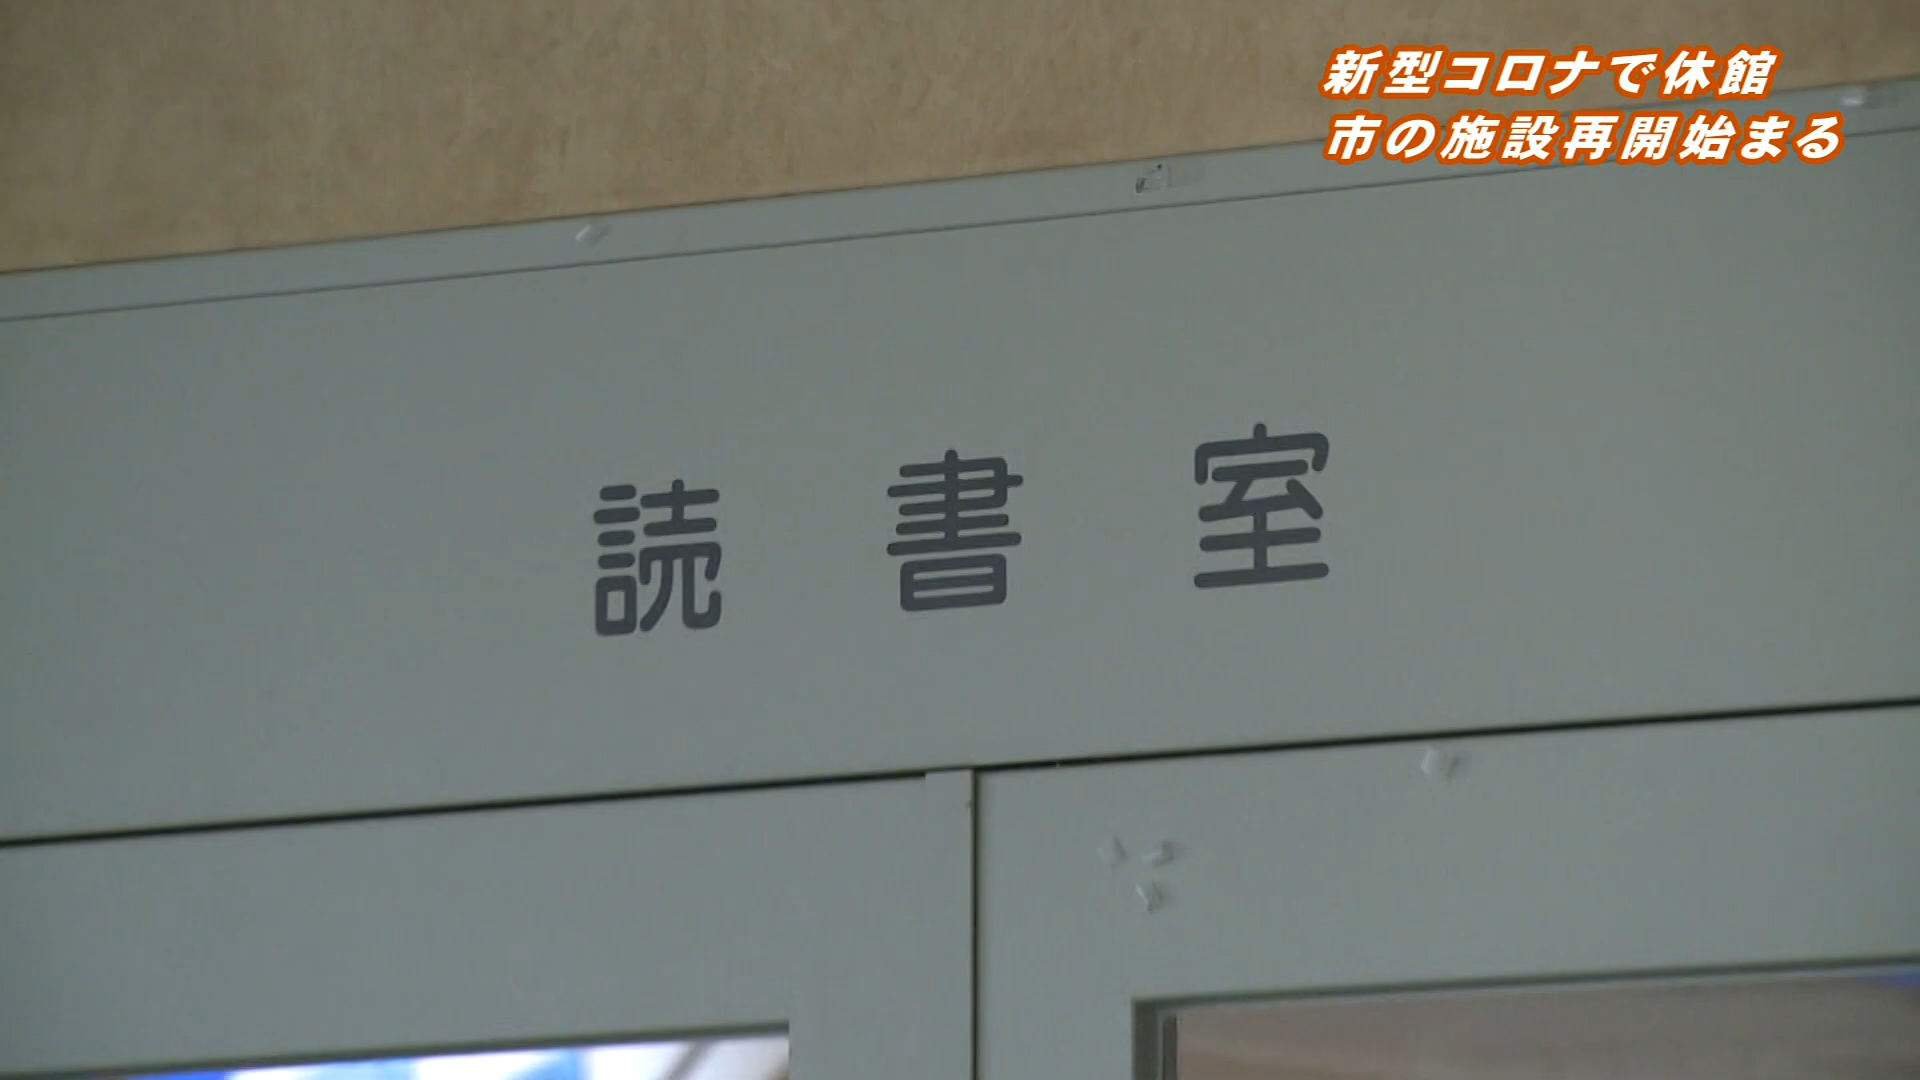 新型コロナで休館
市の施設再開始まる
読書室